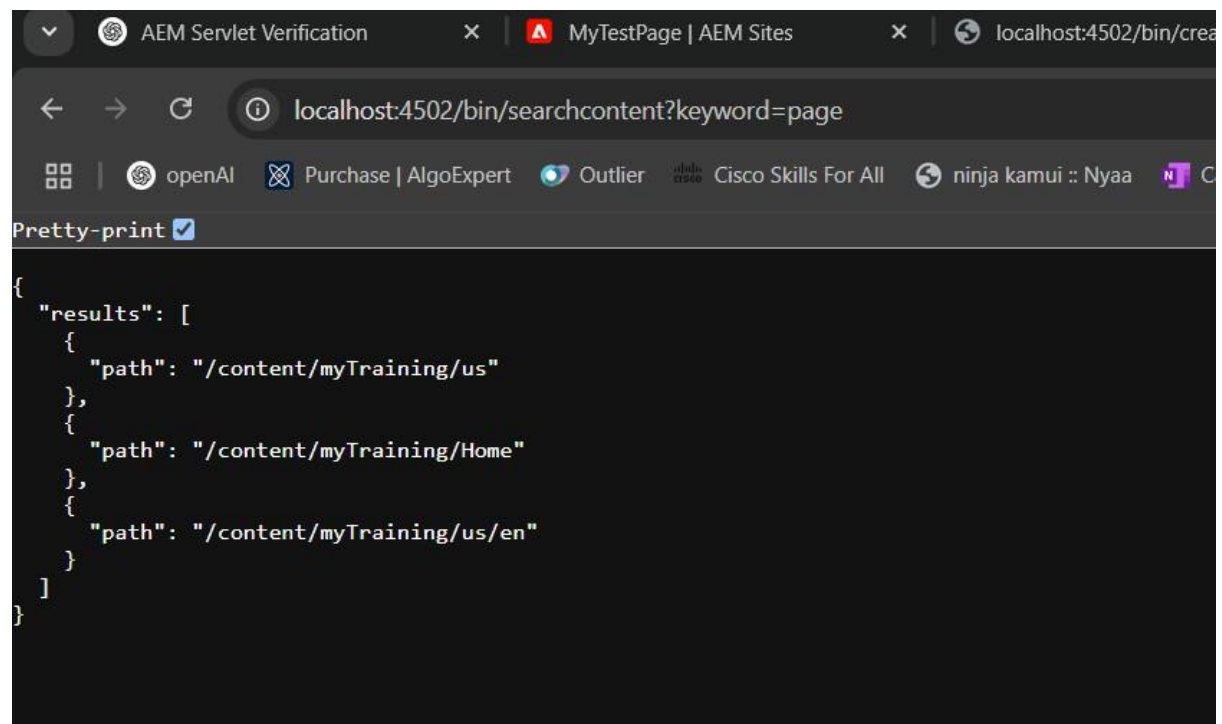 AEM Servlet Verification
MyTestPage | AEM Sites
localhost:4502/bin/crea
localhost:4502/bin/searchcontent?keyword=page
openAI
Purchase | AlgoExpert
Outlier
Cisco Skills For All
ninja kamui :: Nyaa
C
Pretty-print
{
  "results": [
    {
      "path": "/content/myTraining/us"
    },
    {
      "path": "/content/myTraining/Home"
    },
    {
      "path": "/content/myTraining/us/en"
    }
  ]
}